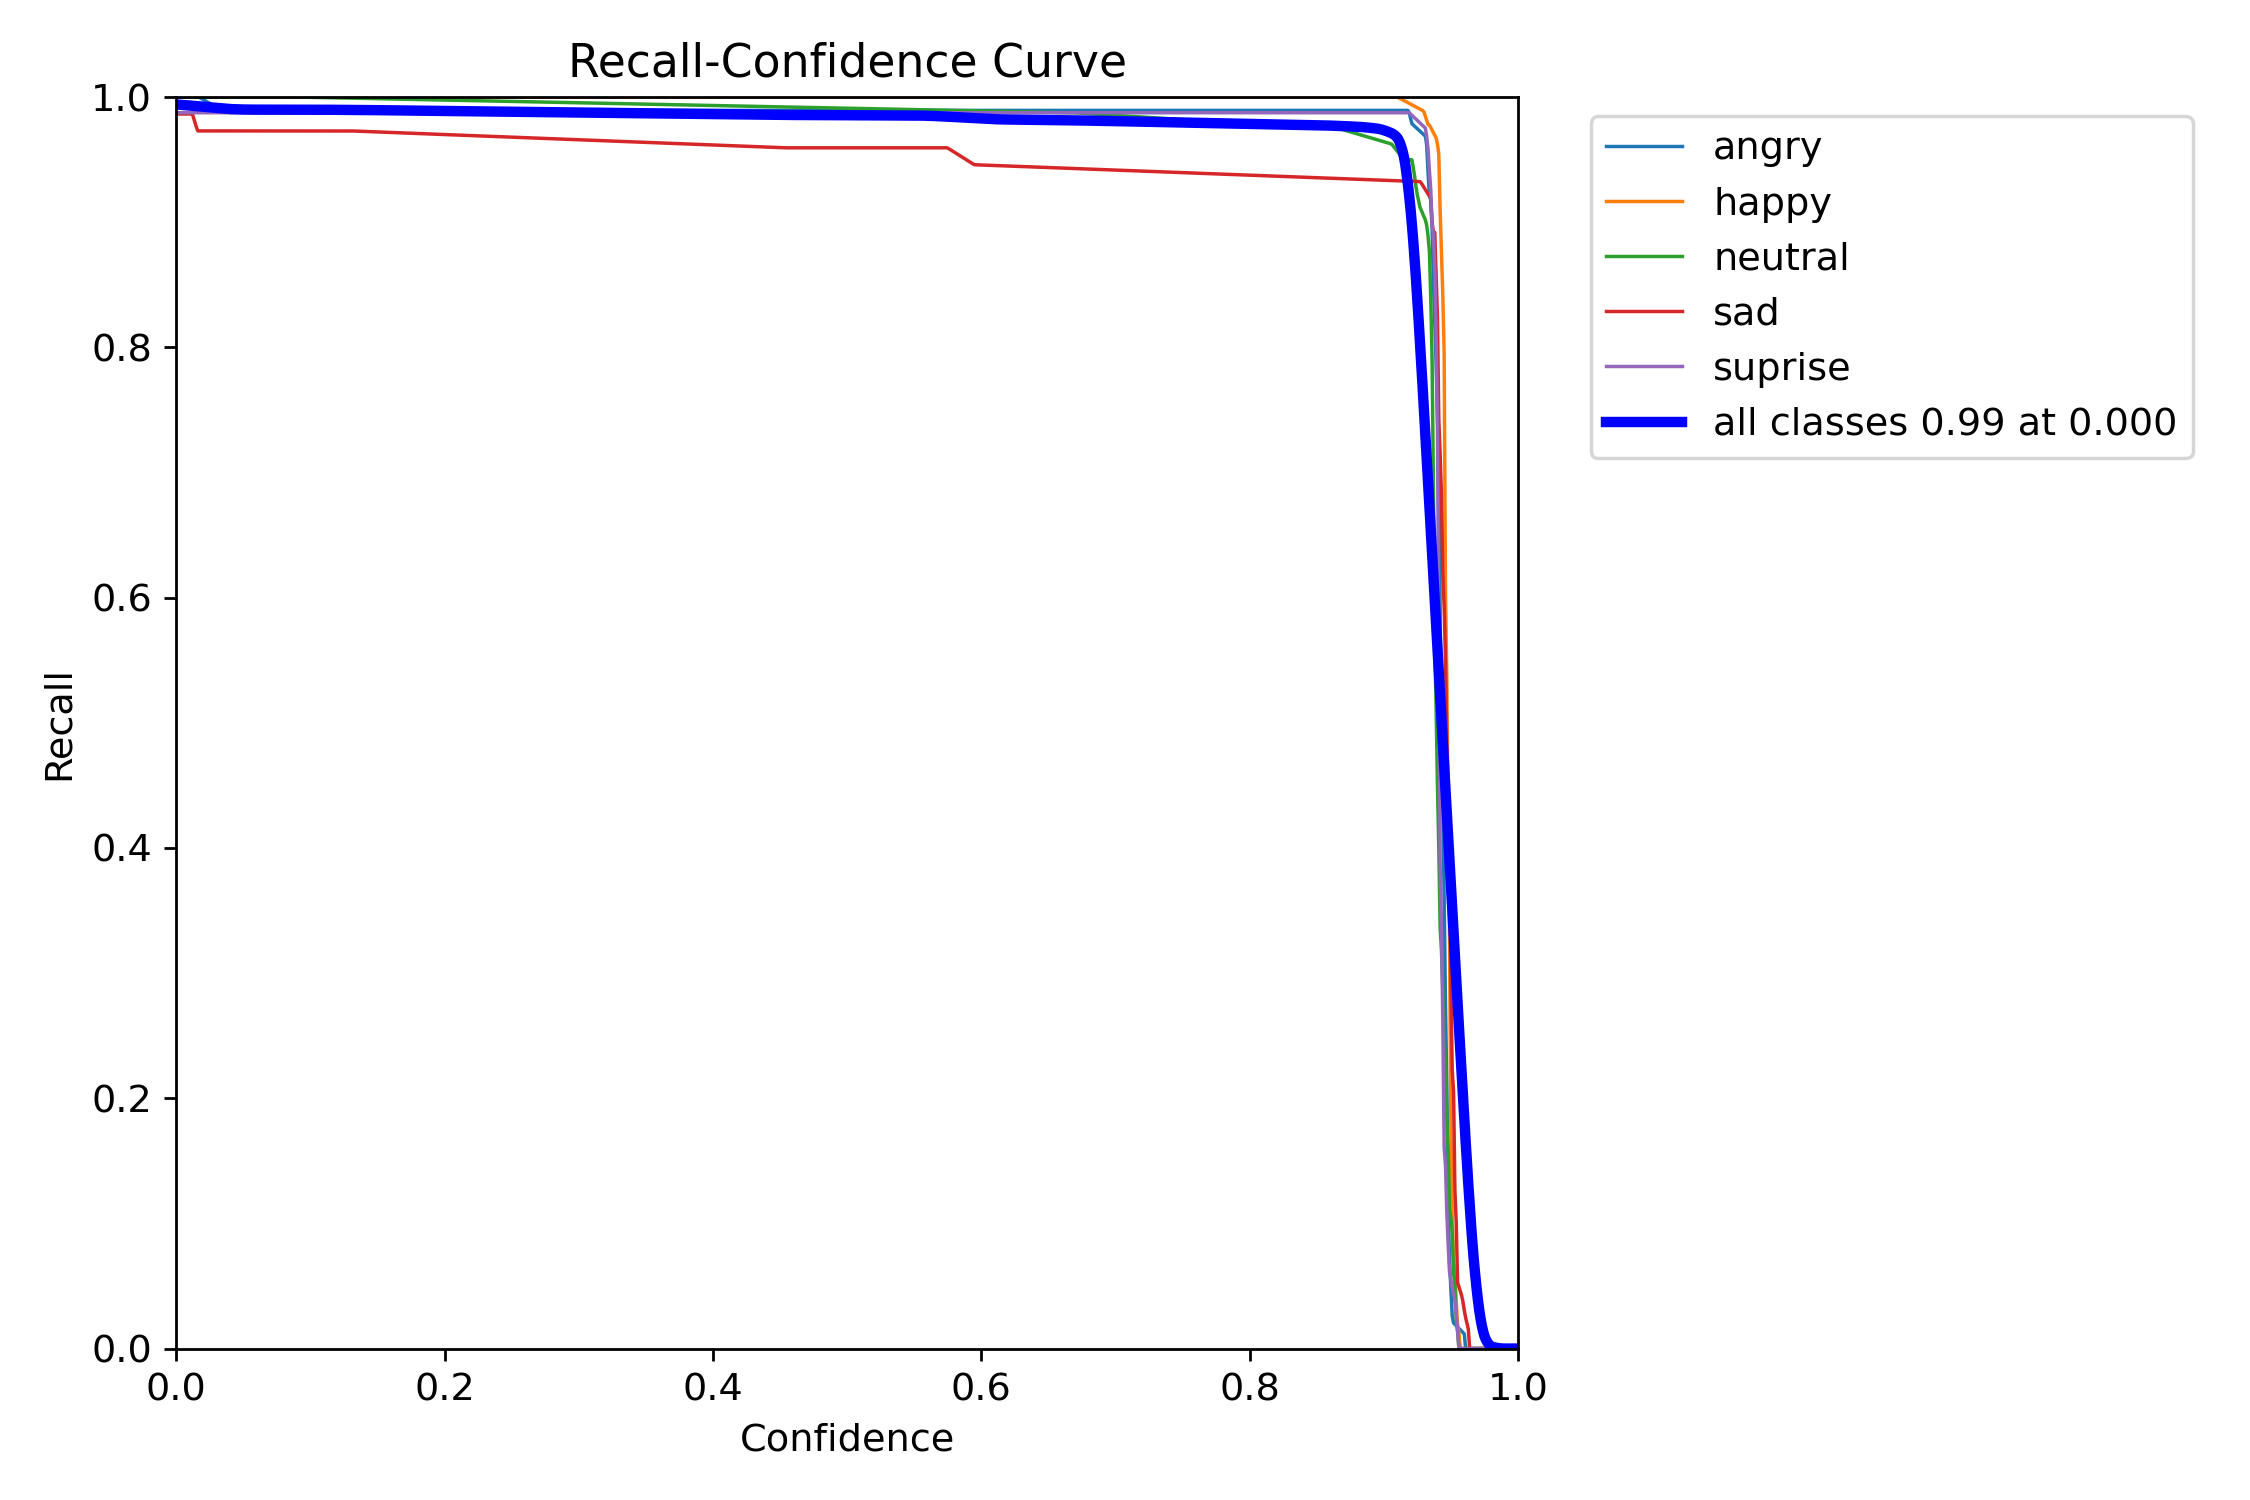 Recall-Confidence Curve
1.0
0.8
0.6
0.4
0.2
0.0
Recall
0.0 0.2 0.4 0.6 0.8 1.0
Confidence
angry
happy
neutral
sad
suprise
all classes 0.99 at 0.000